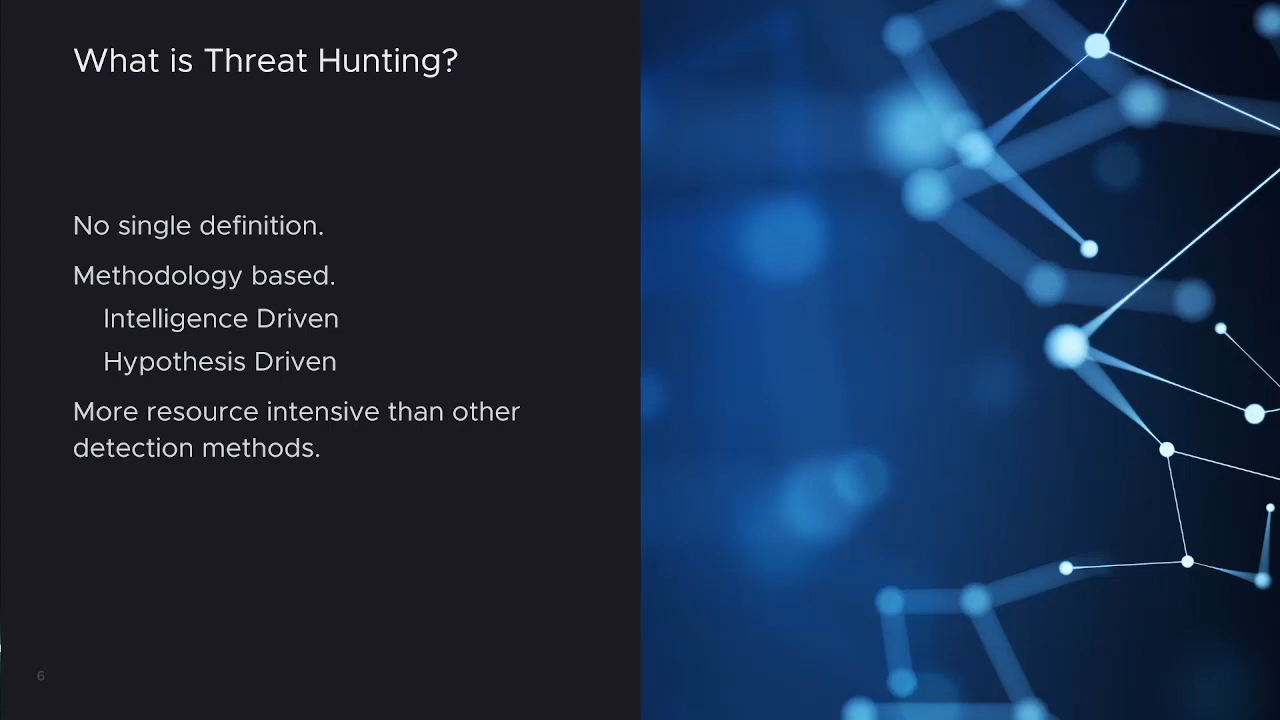 What is Threat Hunting?
No single definition.
Methodology based.
Intelligence Driven
Hypothesis Driven
More resource intensive than other
detection methods.
6